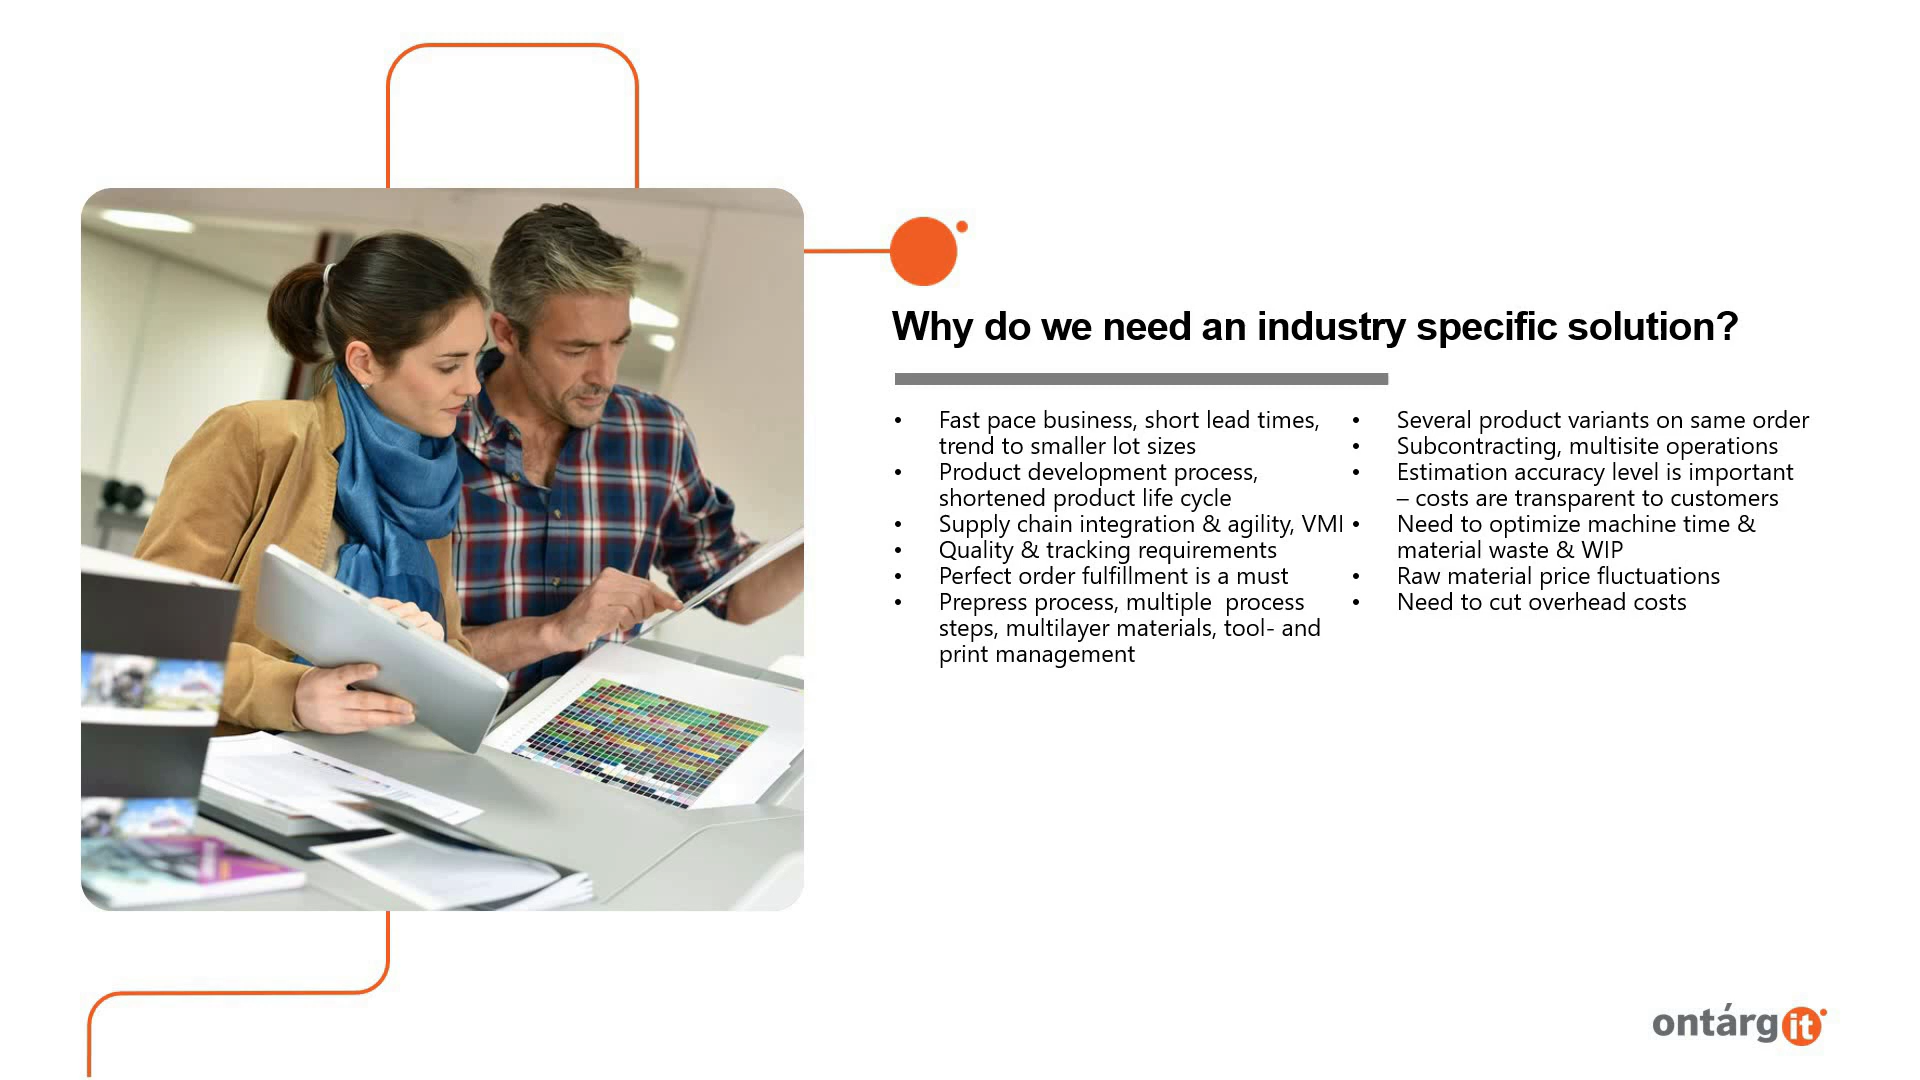 Why do we need an industry specific solution?
• Fast pace business, short lead times,
trend to smaller lot sizes
• Product development process,
shortened product life cycle
• Supply chain integration & agility, VMI
• Quality & tracking requirements
• Perfect order fulfillment is a must
• Prepress process, multiple  process
steps, multilayer materials, tool- and
print management
• Several product variants on same order
• Subcontracting, multisite operations
• Estimation accuracy level is important
– costs are transparent to customers
• Need to optimize machine time &
material waste & WIP
• Raw material price fluctuations
• Need to cut overhead costs
ontárgit